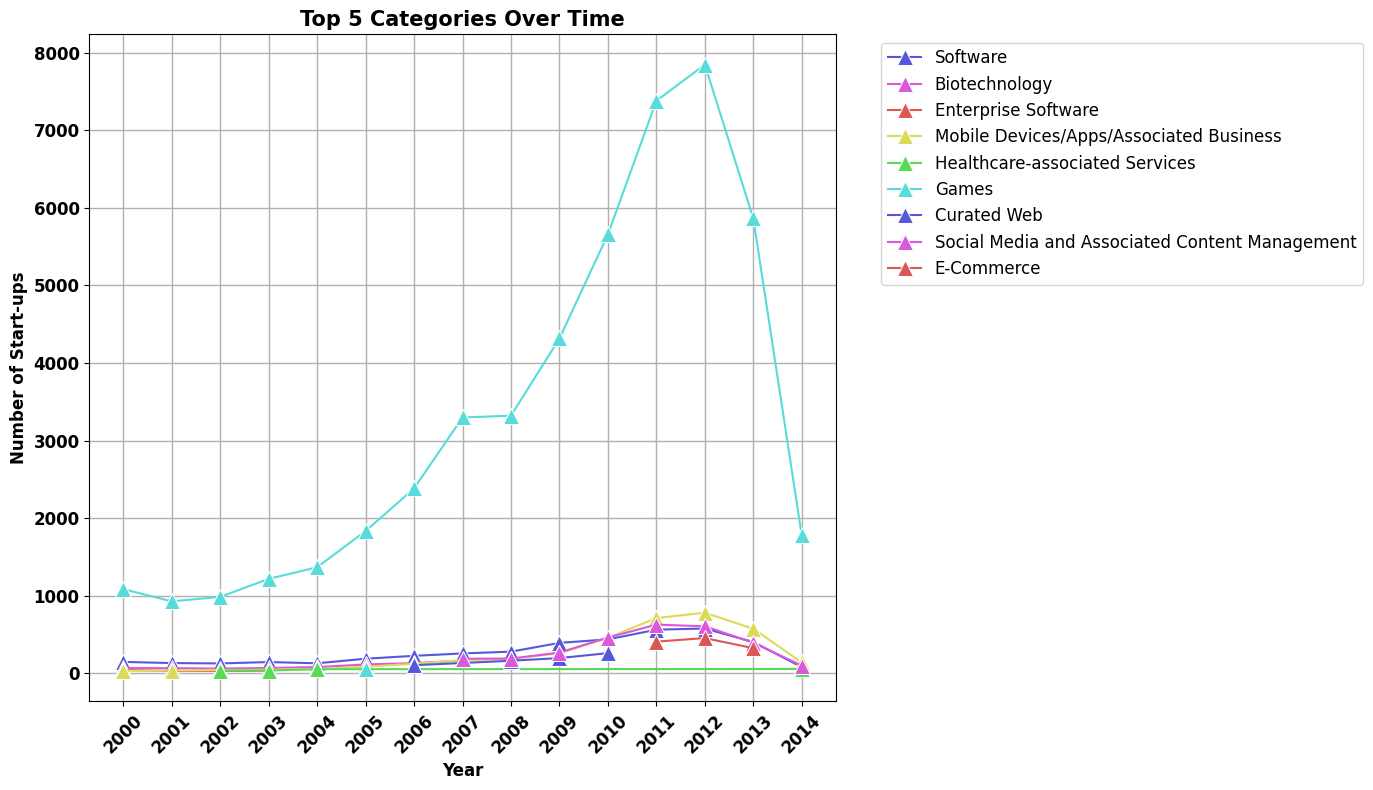 Top 5 Categories Over Time
8000
7000
6000
5000
4000
3000
2000
1000
0
Number of Start-ups
2000
2001
2002
2003
2004
2005
2006
2007
2008
2009
2010
2011
2012
2013
2014
Year
Software
Biotechnology
Enterprise Software
Mobile Devices/Apps/Associated Business
Healthcare-associated Services
Games
Curated Web
Social Media and Associated Content Management
E-Commerce